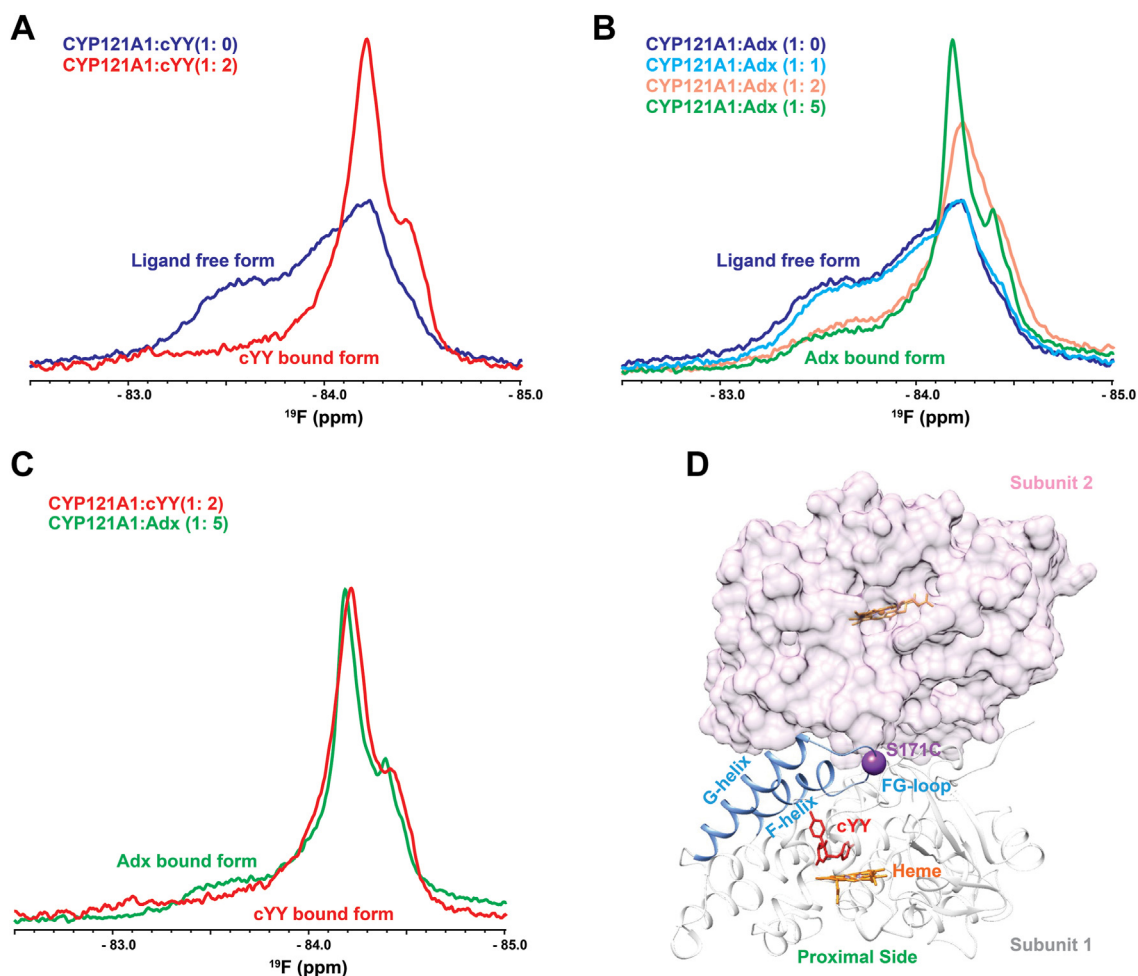 A
CYP121A1:cYY(1: 0)
CYP121A1:cYY(1: 2)
Ligand free form
cYY bound form
- 83.0
- 84.0
- 85.0
19F (ppm)
B
CYP121A1:Adx (1: 0)
CYP121A1:Adx (1: 1)
CYP121A1:Adx (1: 2)
CYP121A1:Adx (1: 5)
Ligand free form
Adx bound form
- 83.0
- 84.0
- 85.0
19F (ppm)
C
CYP121A1:cYY(1: 2)
CYP121A1:Adx (1: 5)
Adx bound form
cYY bound form
- 83.0
- 84.0
- 85.0
19F (ppm)
D
Subunit 2
S171C
G-helix
FG-loop
F-helix
cYY
Heme
Subunit 1
Proximal Side